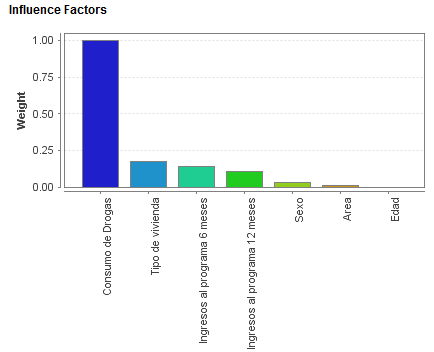 Influence Factors
Weight
1.00
0.75
0.50
0.25
0.00
Consumo de Drogas
Tipo de vivienda
Ingresos al programa 6 meses
Ingresos al programa 12 meses
Sexo
Area
Edad